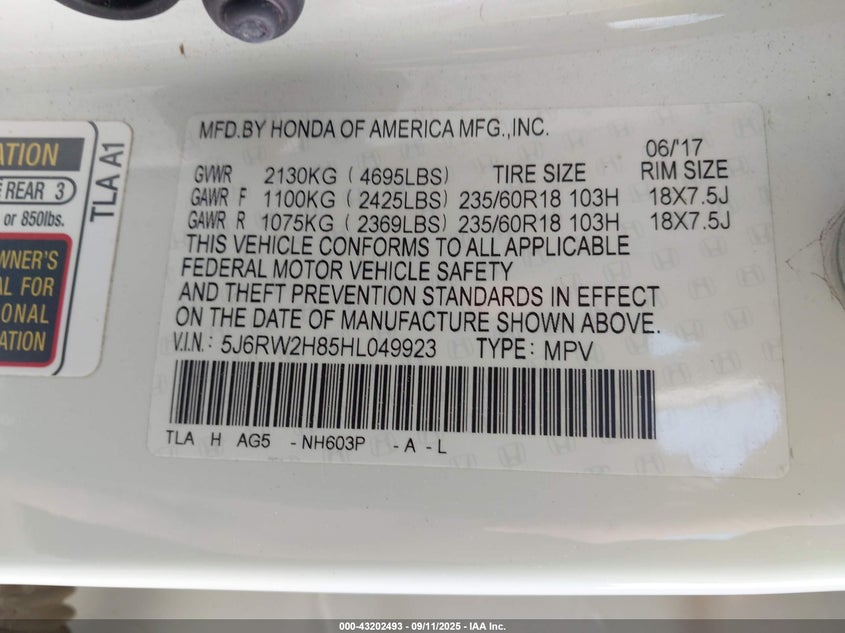 ATION
REAR 3
or 850lbs.
WNER'S
AL FOR
IONAL
ATION
TLA A1
MFD.BY HONDA OF AMERICA MFG.,INC.
06/'17
GVWR 2130KG (4695LBS) TIRE SIZE RIM SIZE
GAWR F 1100KG (2425LBS) 235/60R18 103H 18X7.5J
GAWR R 1075KG (2369LBS) 235/60R18 103H 18X7.5J
THIS VEHICLE CONFORMS TO ALL APPLICABLE
FEDERAL MOTOR VEHICLE SAFETY
AND THEFT PREVENTION STANDARDS IN EFFECT
ON THE DATE OF MANUFACTURE SHOWN ABOVE.
V.I.N.: 5J6RW2H85HL049923 TYPE: MPV
TLA H AG5 - NH603P - A - L
000-43202493 - 09/11/2025 - IAA Inc.